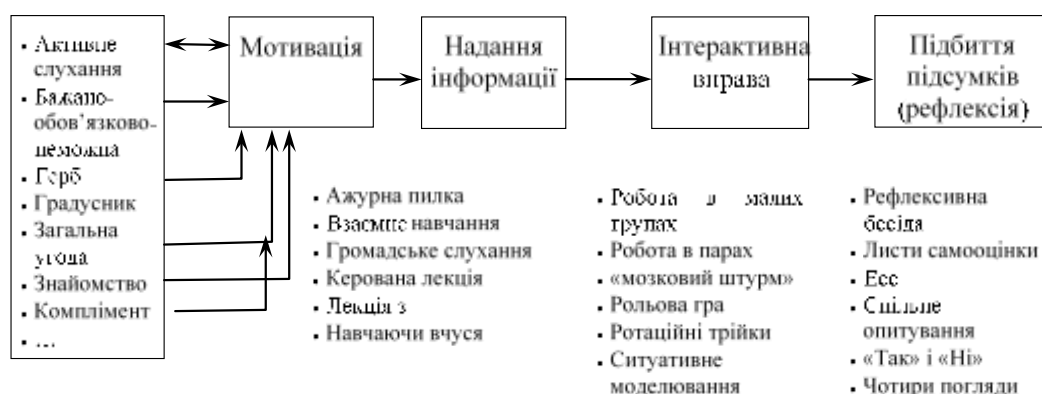 • Активне
слухання
• Бажано-
обов’язково-
неможна
• Герб
• Градусник
• Загальна
угода
• Знайомство
• Комплімент
• …
Мотивація
Надання
інформації
Інтерактивна
вправа
Підбиття
підсумків
(рефлексія)
• Ажурна пилка
• Взаємне навчання
• Громадське слухання
• Керована лекція
• Лекція з
• Навчаючи вчуся
• Робота в малих
групах
• Робота в парах
• «мозковий штурм»
• Рольова гра
• Ротаційні трійки
• Ситуативне
моделювання
• Рефлексивна
бесіда
• Листи самооцінки
• Есе
• Спільне
опитування
• «Так» і «Ні»
• Чотири погляди